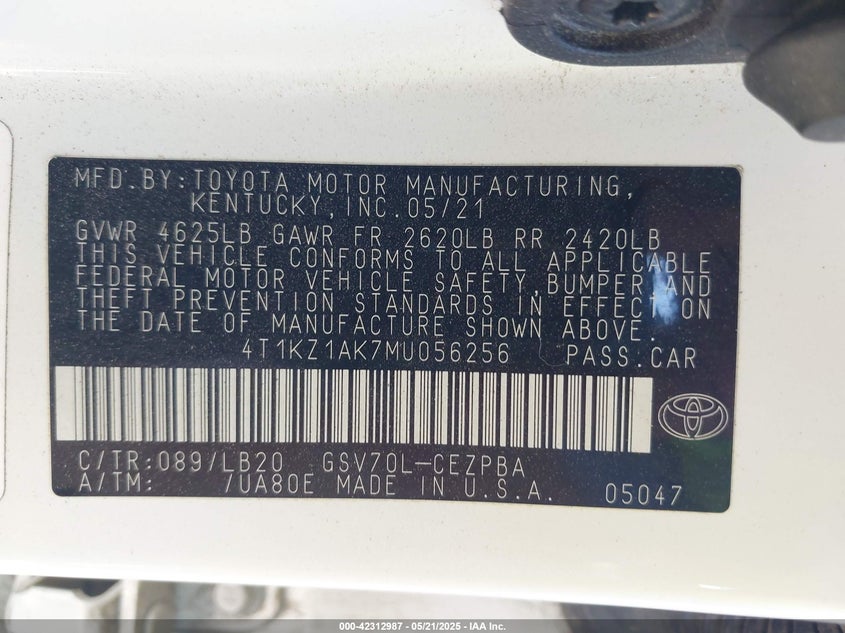 MFD.BY:TOYOTA MOTOR MANUFACTURING,
KENTUCKY,INC.05/21
GVWR 4625LB GAWR FR 2620LB RR 2420LB
THIS VEHICLE CONFORMS TO ALL APPLICABLE
FEDERAL MOTOR VEHICLE SAFETY,BUMPER,AND
THEFT PREVENTION STANDARDS IN EFFECT ON
THE DATE OF MANUFACTURE SHOWN ABOVE.
4T1KZ1AK7MU056256 PASS.CAR
C/TR:089/LB20 GSV70L-CEZPBA
A/TM: /UA80E MADE IN U.S.A. 05047
000-42312987 - 05/21/2025 - IAA Inc.